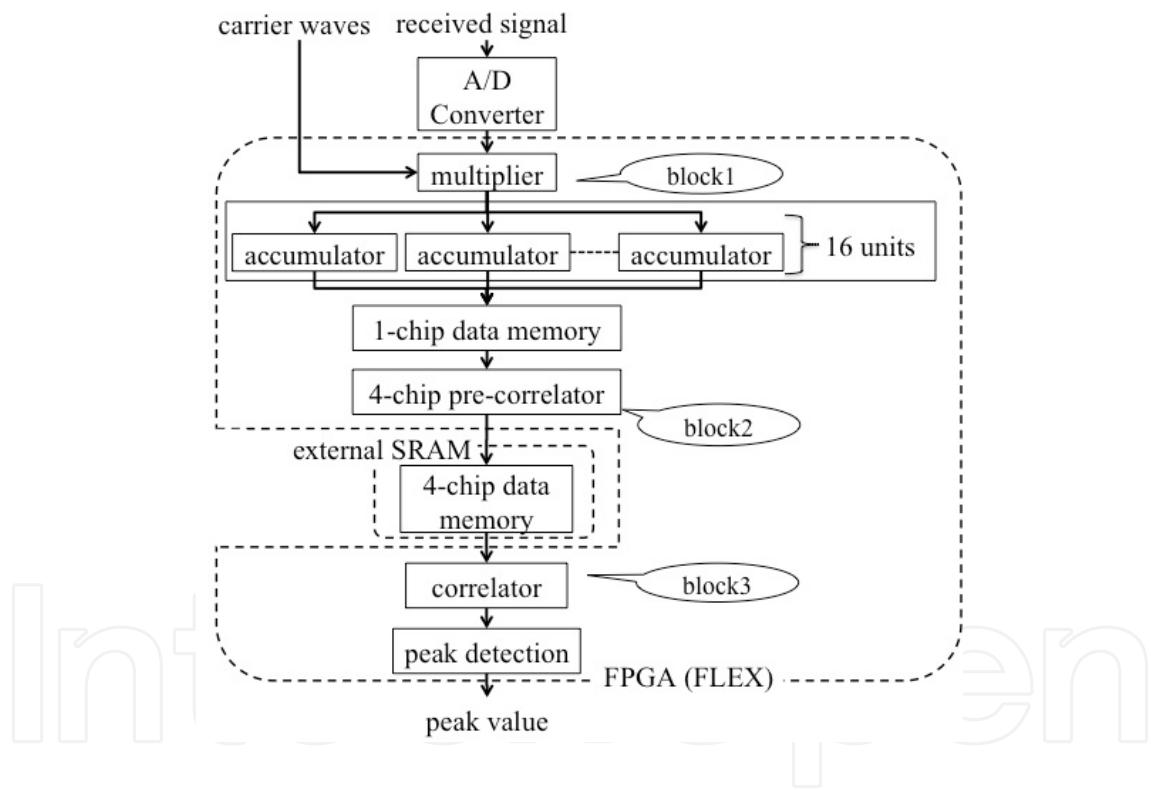 carrier waves received signal
A/D
Converter
multiplier
block1
accumulator accumulator accumulator
16 units
1-chip data memory
4-chip pre-correlator
block2
external SRAM
4-chip data
memory
correlator
block3
peak detection
FPGA (FLEX)
peak value